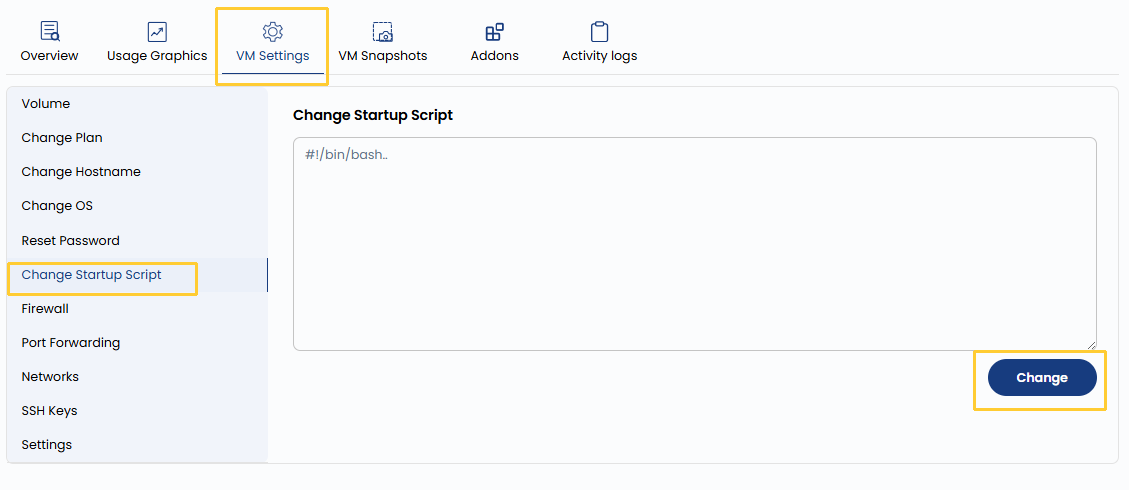 Overview
Usage Graphics
VM Settings
VM Snapshots
Addons
Activity logs
Volume
Change Plan
Change Hostname
Change OS
Reset Password
Change Startup Script
Firewall
Port Forwarding
Networks
SSH Keys
Settings
Change Startup Script
#!/bin/bash..
Change